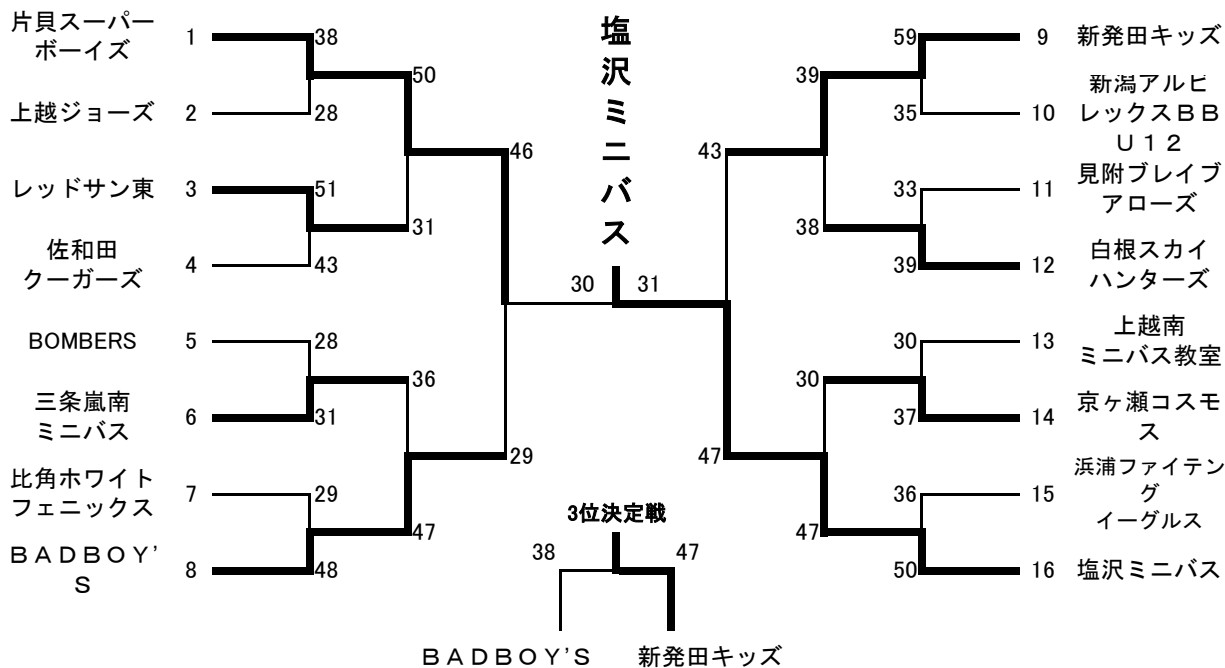 片貝スーパー
ボーイズ
1
38
50
上越ジョーズ
2
28
46
レッドサン東
3
51
31
佐和田
クーガーズ
4
43
BOMBERS
5
28
36
三条嵐南
ミニバス
6
31
29
比角ホワイト
フェニックス
7
29
47
ＢＡＤＢＯＹ'
Ｓ
8
48
塩沢ミニバス
30
31
59
9
新発田キッズ
39
35
10
新潟アルビ
レックスＢＢ
Ｕ１２
43
33
11
見附ブレイブ
アローズ
38
39
12
白根スカイ
ハンターズ
30
13
上越南
ミニバス教室
30
37
14
京ヶ瀬コスモ
ス
47
36
15
浜浦ファイテン
グ
イーグルス
47
50
16
塩沢ミニバス
3位決定戦
38
47
ＢＡＤＢＯＹ'Ｓ
新発田キッズ